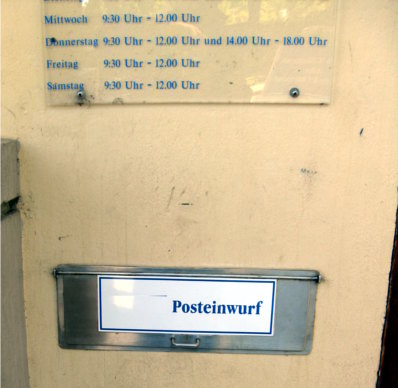 Mittwoch 9:30 Uhr - 12.00 Uhr
Donnerstag 9:30 Uhr - 12.00 Uhr und 14.00 Uhr - 18.00 Uhr
Freitag 9:30 Uhr - 12.00 Uhr
Samstag 9:30 Uhr - 12.00 Uhr
Posteinwurf